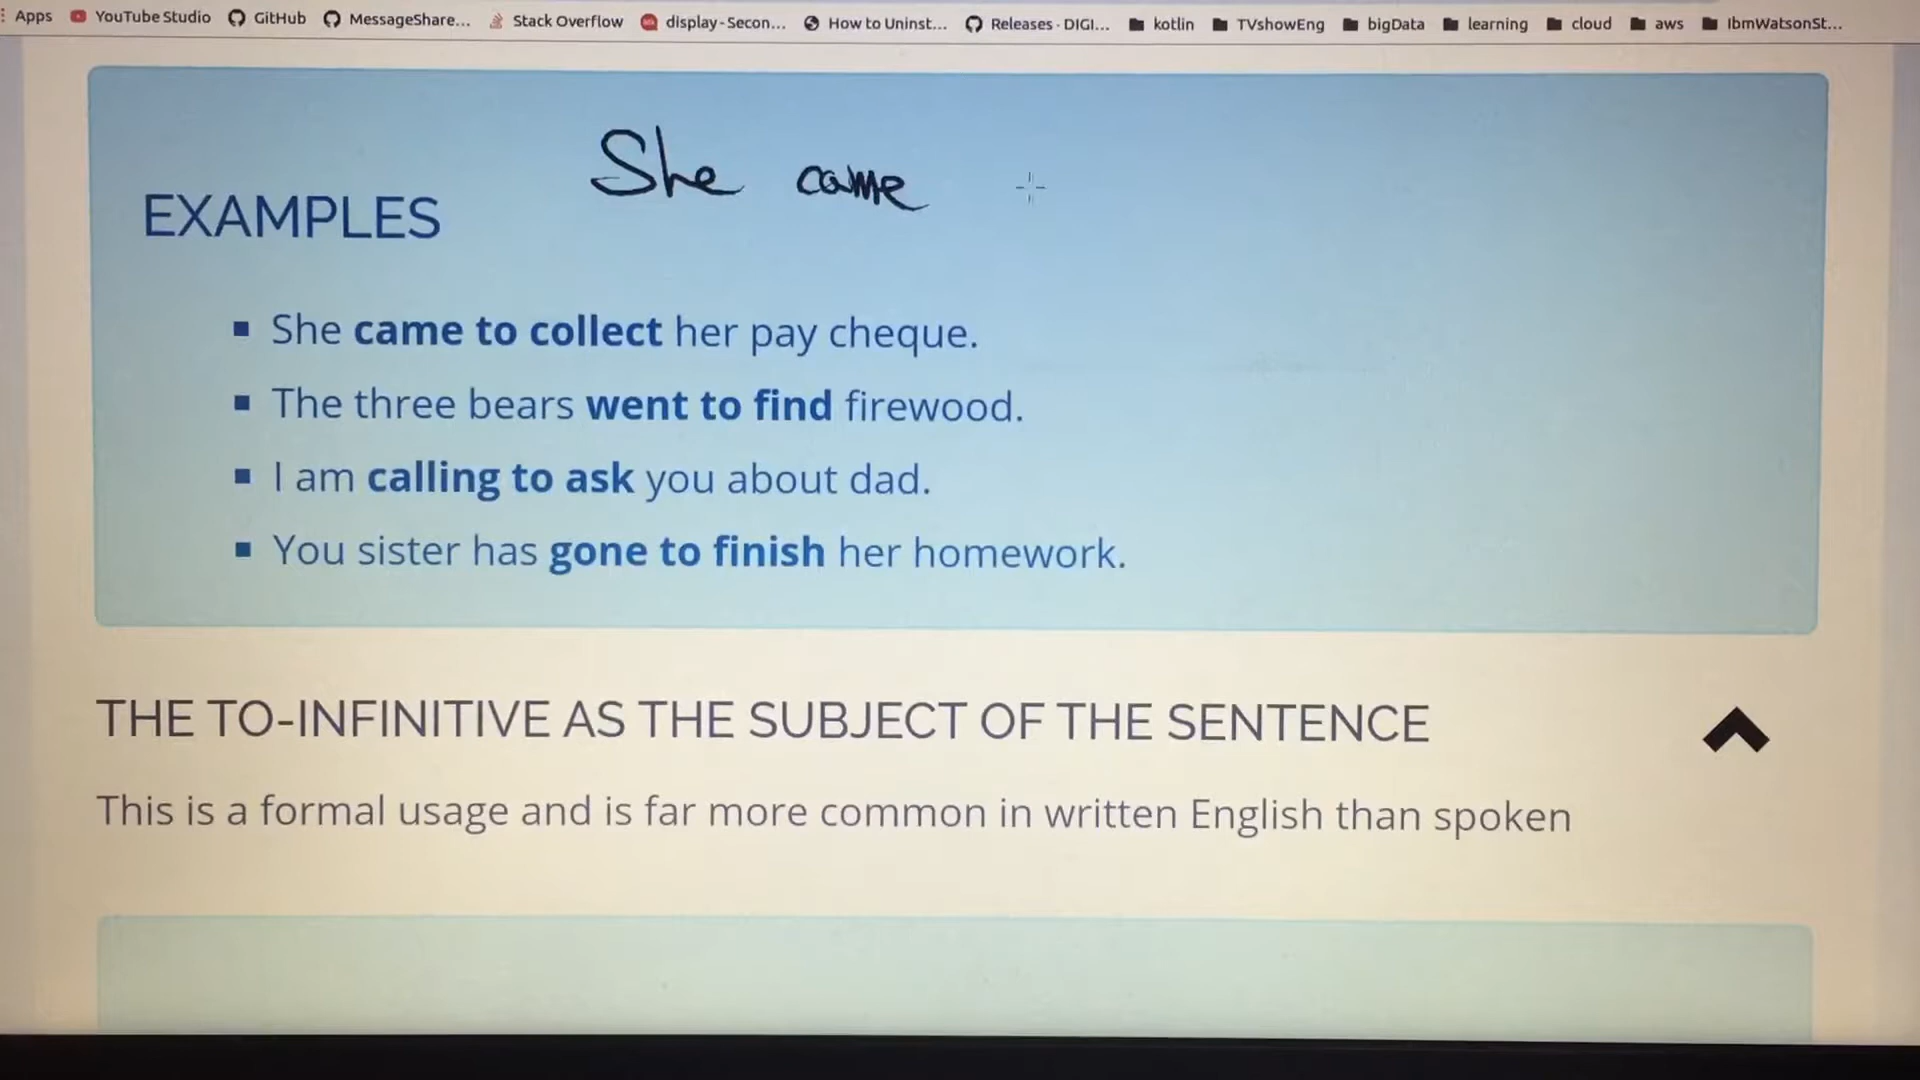 Apps YouTube Studio GitHub MessageShare... Stack Overflow display - Secon... How to Uninst... Releases · DIGI... kotlin TVshowEng bigData learning cloud aws IbmWatsonSt...
She came
EXAMPLES
She came to collect her pay cheque.
The three bears went to find firewood.
I am calling to ask you about dad.
You sister has gone to finish her homework.
THE TO-INFINITIVE AS THE SUBJECT OF THE SENTENCE
This is a formal usage and is far more common in written English than spoken